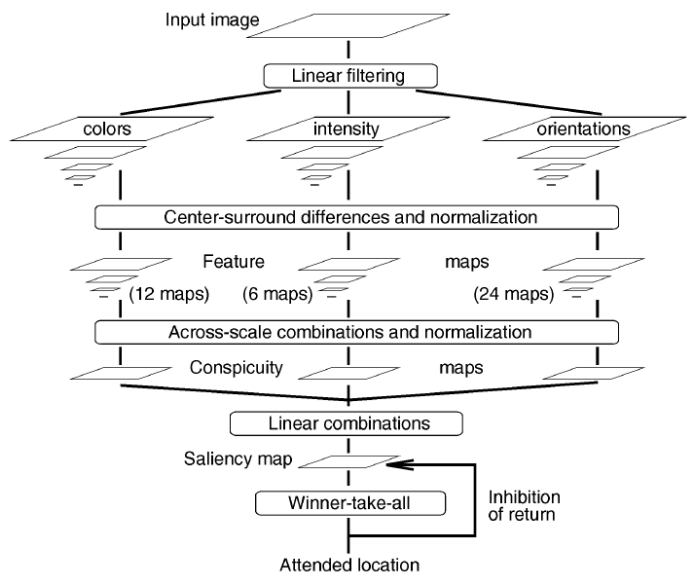 Input image
Linear filtering
colors intensity orientations
Center-surround differences and normalization
Feature maps
(12 maps) (6 maps) (24 maps)
Across-scale combinations and normalization
Conspicuity maps
Linear combinations
Saliency map
Winner-take-all
Inhibition
of return
Attended location